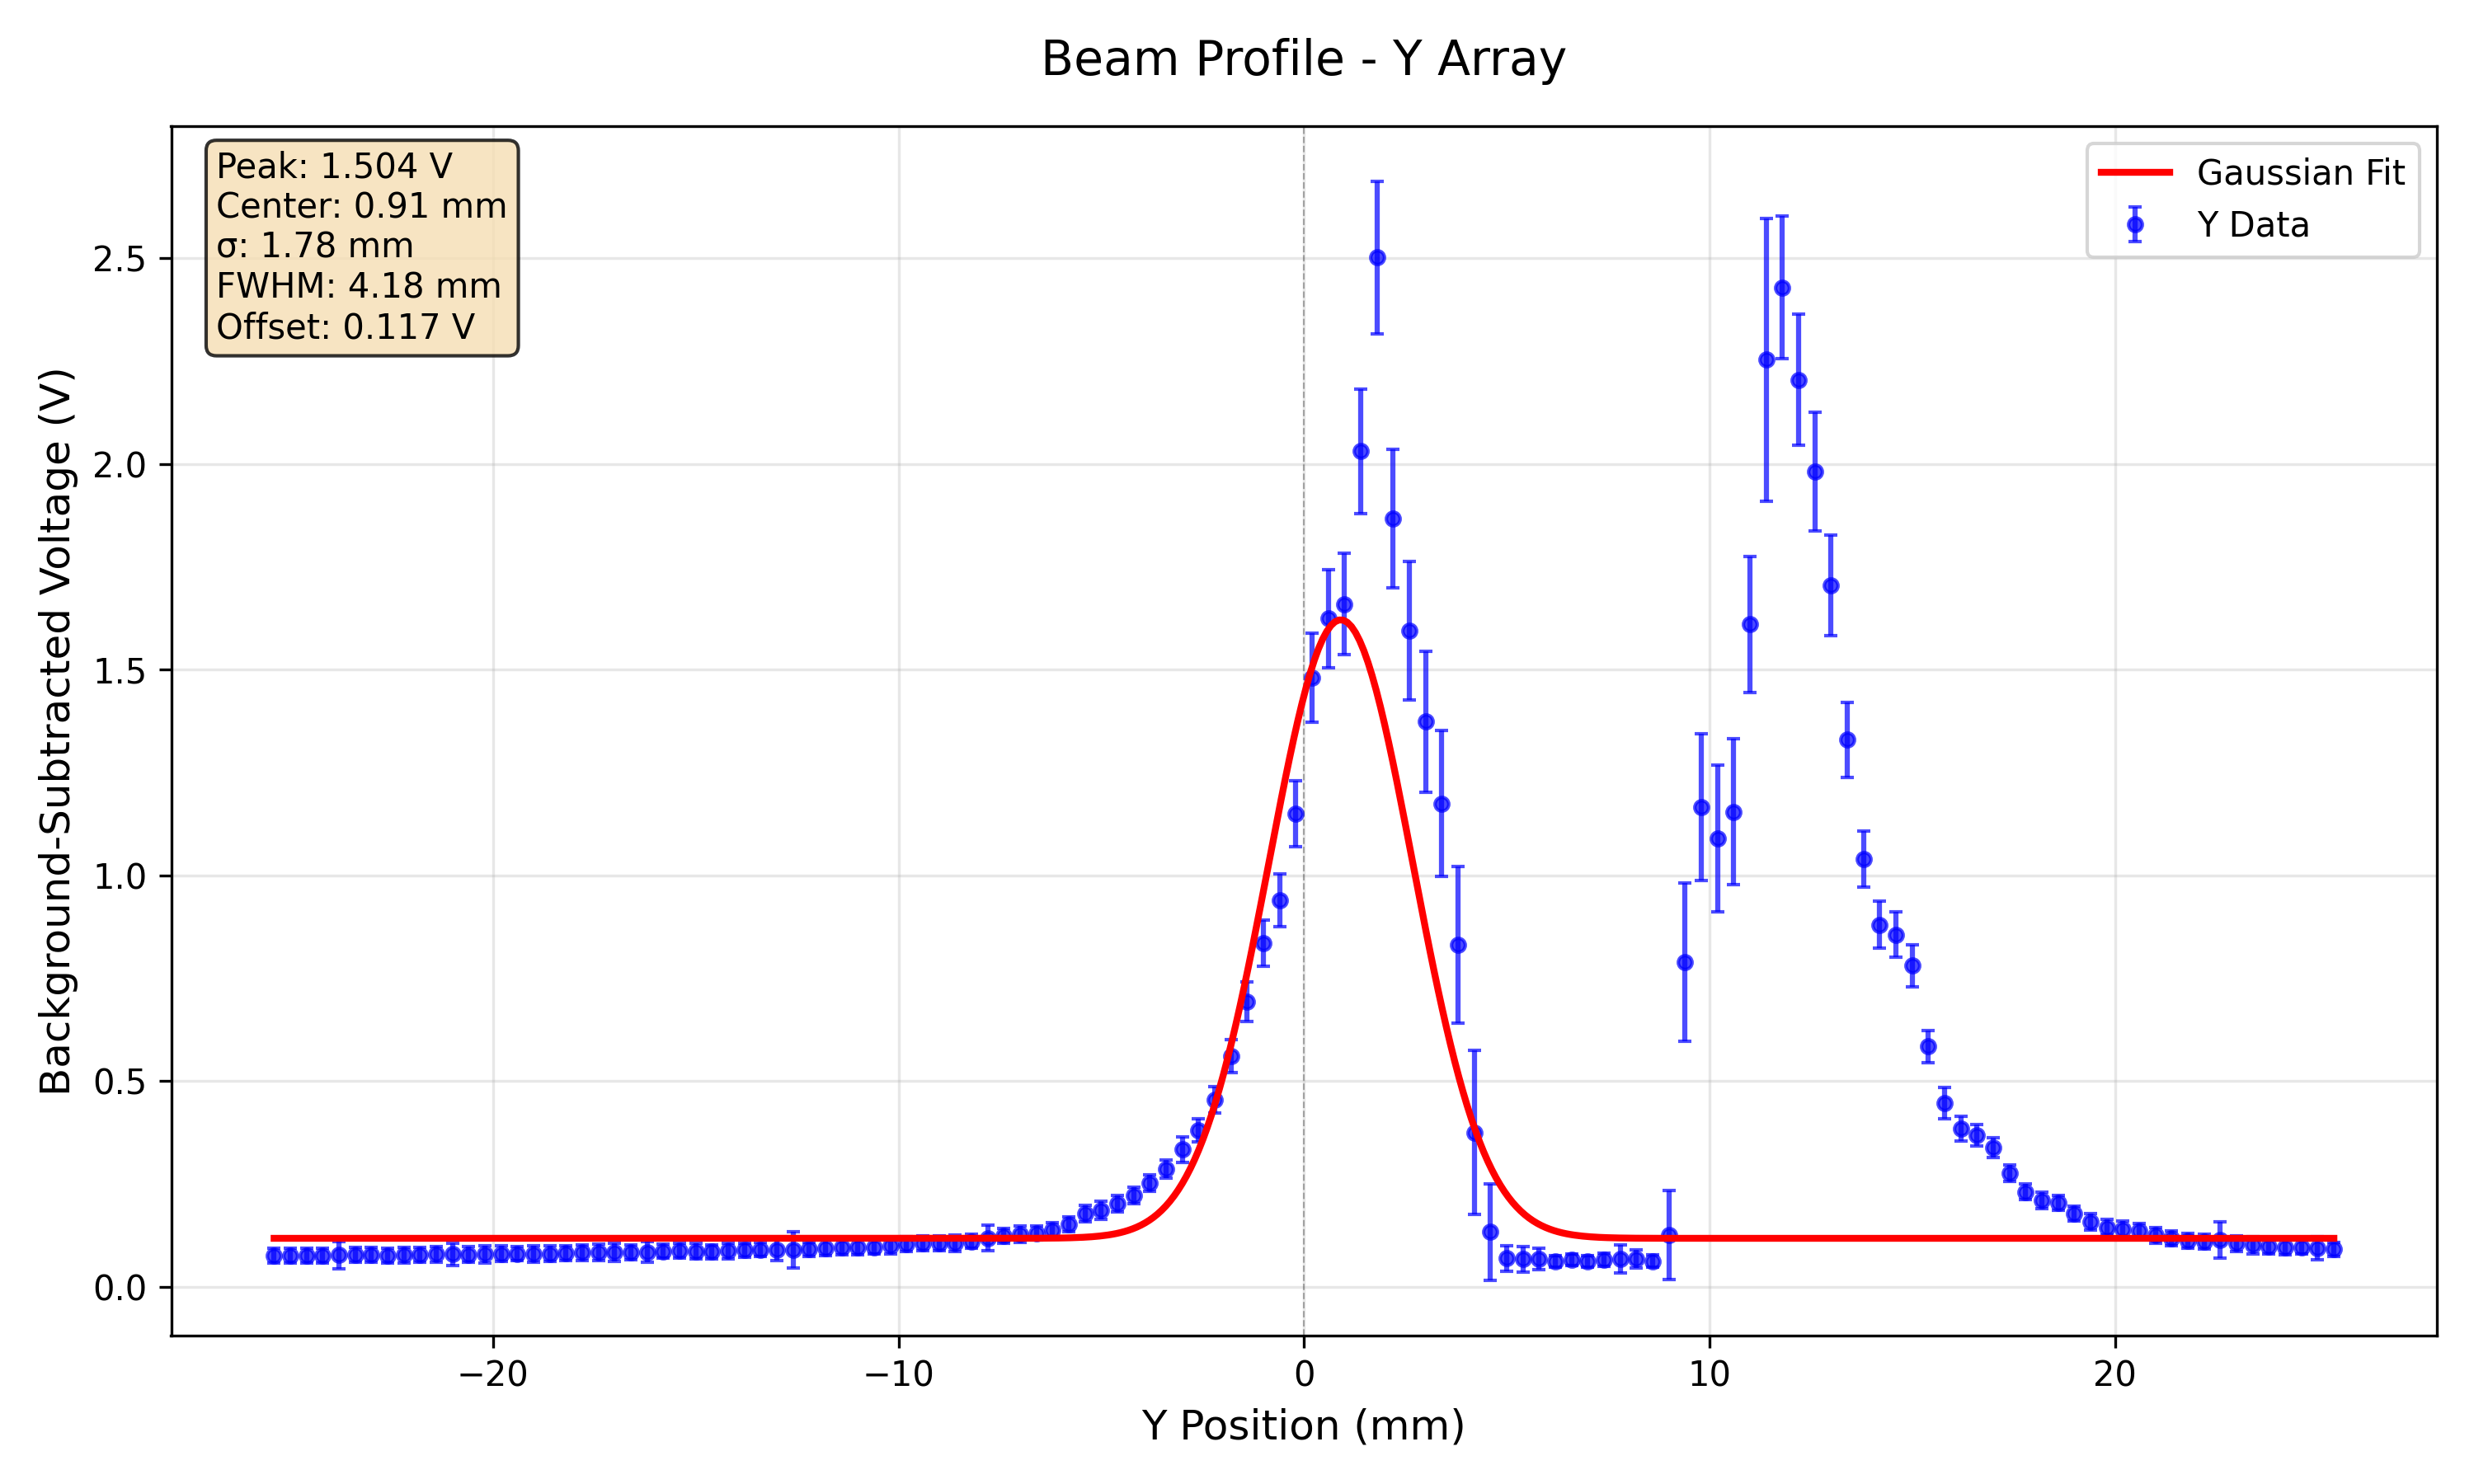 Beam Profile - Y Array
Peak: 1.504 V
Center: 0.91 mm
σ: 1.78 mm
FWHM: 4.18 mm
Offset: 0.117 V
Gaussian Fit
Y Data
Background-Subtracted Voltage (V)
2.5
2.0
1.5
1.0
0.5
0.0
−20
−10
0
10
20
Y Position (mm)